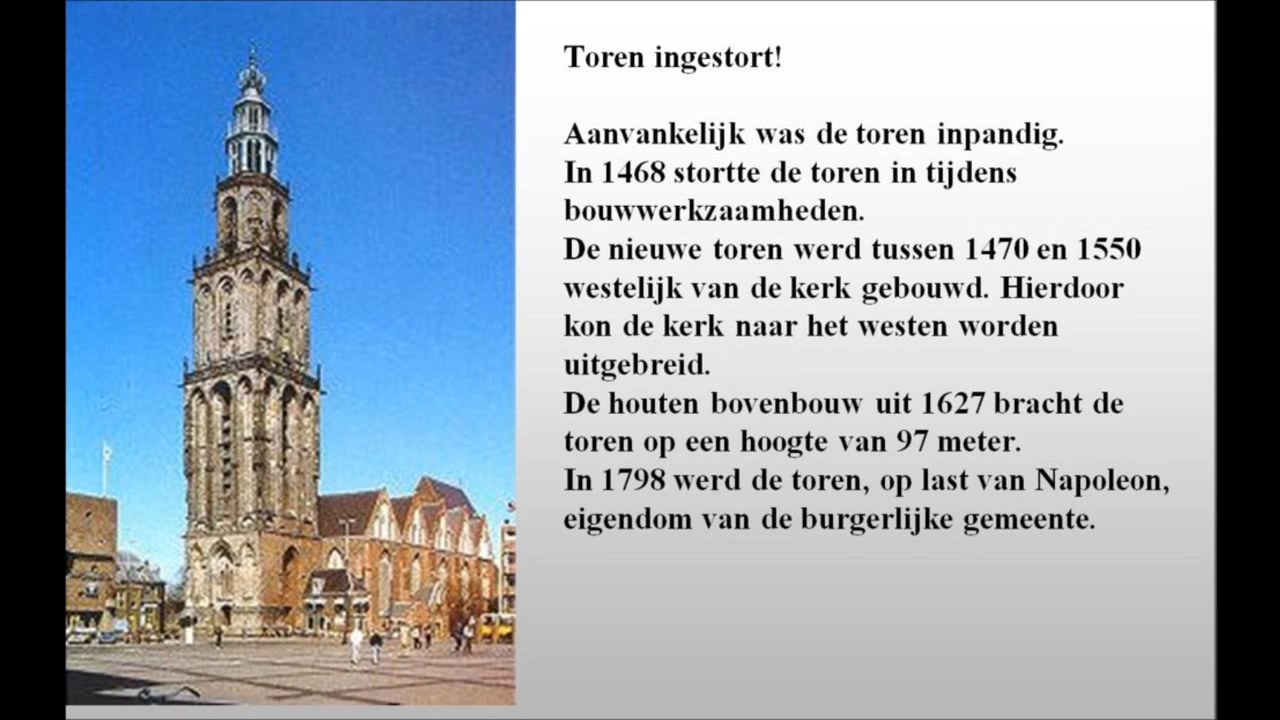 Toren ingestort!
Aanvankelijk was de toren inpandig.
In 1468 stortte de toren in tijdens
bouwwerkzaamheden.
De nieuwe toren werd tussen 1470 en 1550
westelijk van de kerk gebouwd. Hierdoor
kon de kerk naar het westen worden
uitgebreid.
De houten bovenbouw uit 1627 bracht de
toren op een hoogte van 97 meter.
In 1798 werd de toren, op last van Napoleon,
eigendom van de burgerlijke gemeente.